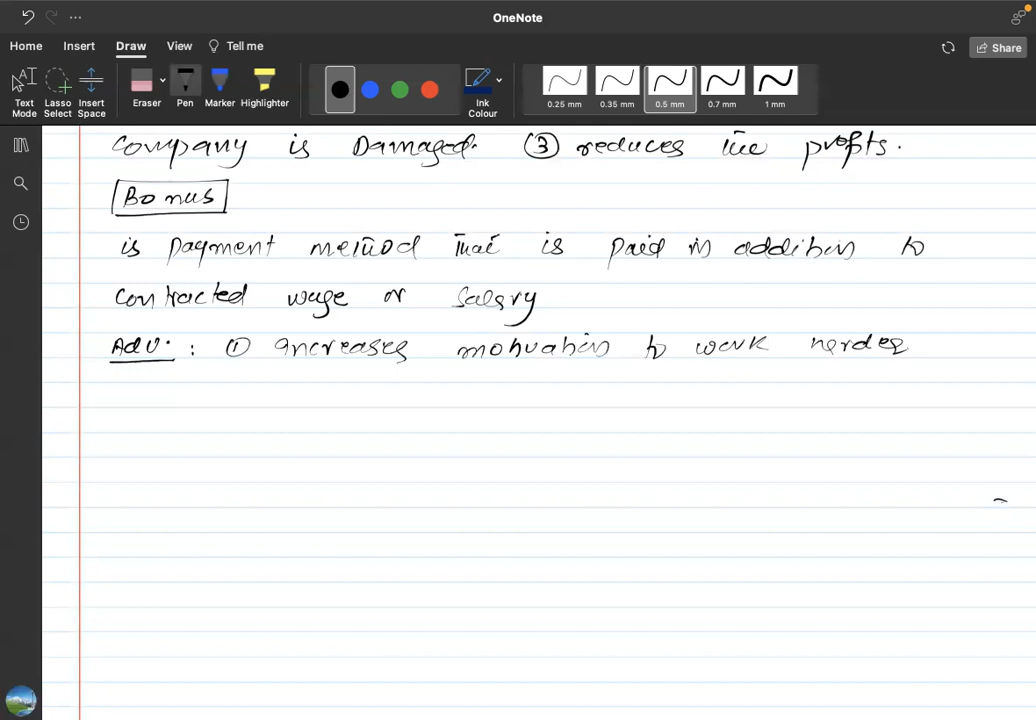 OneNote
Home Insert Draw View Tell me
Share
Text Mode
Lasso Select
Insert Space
Eraser
Pen
Marker
Highlighter
Ink Colour
0.25 mm
0.35 mm
0.5 mm
0.7 mm
1 mm
Company is Damaged. ③ reduces the profits.
Bonus
is payment method that is paid in addition to
contracted wage or salary
Adv. : ① increases motivation to work harder